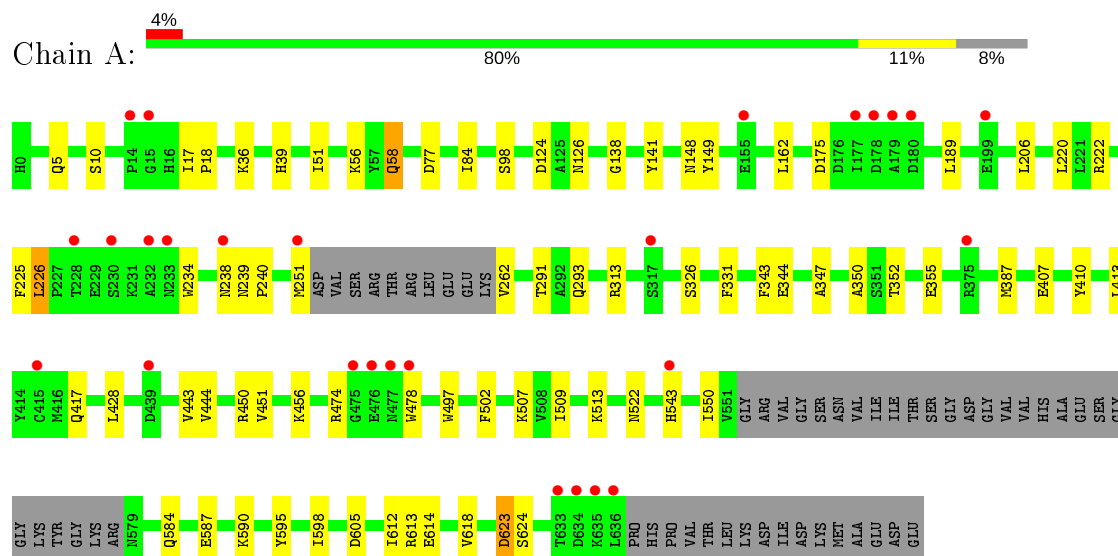 4%
Chain A:
80% 11% 8%
H0 Q5 S10 P14 G15 H16 I17 P18 K36 H39 I51 K56 Y57 Q58 D77 I84 S98 D124 A125 N126 G138 Y141 N148 Y149 E155 L162 D175 D176 I177 D178 A179 D180 L189 E199 L206 L220 L221 R222
F225 L226 P227 T228 E229 S230 K231 A232 N233 W234 N238 N239 P240 M251 ASP VAL SER ARG THR ARG LEU GLU GLU LYS V262 T291 A292 Q293 R313 S317 S326 F331 F343 E344 A347 A350 S351 T352 E355 R375 M387 E407 Y410 L413
Y414 C415 M416 Q417 L428 D439 V443 V444 R450 V451 K456 R474 G475 E476 N477 W478 W497 F502 K507 V508 I509 K513 N522 H543 I550 V551 GLY ARG VAL GLY SER ASN VAL ILE ILE THR SER GLY ASP GLY VAL VAL HIS ALA GLU SER GLY
GLY LYS TYR GLY LYS ARG N579 Q584 E587 K590 Y595 I598 D605 I612 R613 E614 V618 D623 S624 T633 D634 K635 L636 PRO HIS PRO VAL THR LEU LYS ASP ILE ASP LYS MET ALA GLU ASP GLU